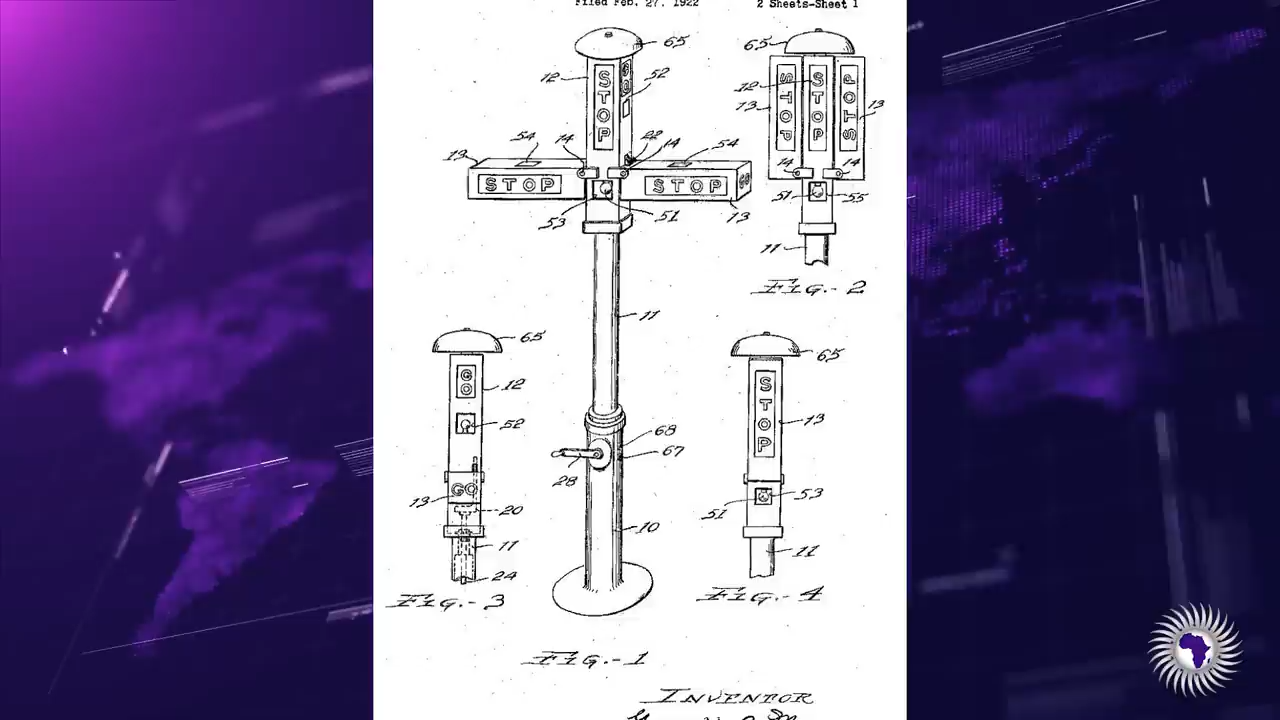 Filed Feb. 27. 1922
2 Sheets-Sheet 1
65
12
STOP
GO
52
54
14
22
14
54
13
STOP
STOP
GO
53
51
13
11
68
67
28
10
FIG.-1
65
12
STOP
STOP
STOP
13
13
14
14
51
55
11
FIG.-2
65
GO
12
52
13
GO
20
11
24
FIG.-3
65
STOP
13
51
53
11
FIG.-4
INVENTOR